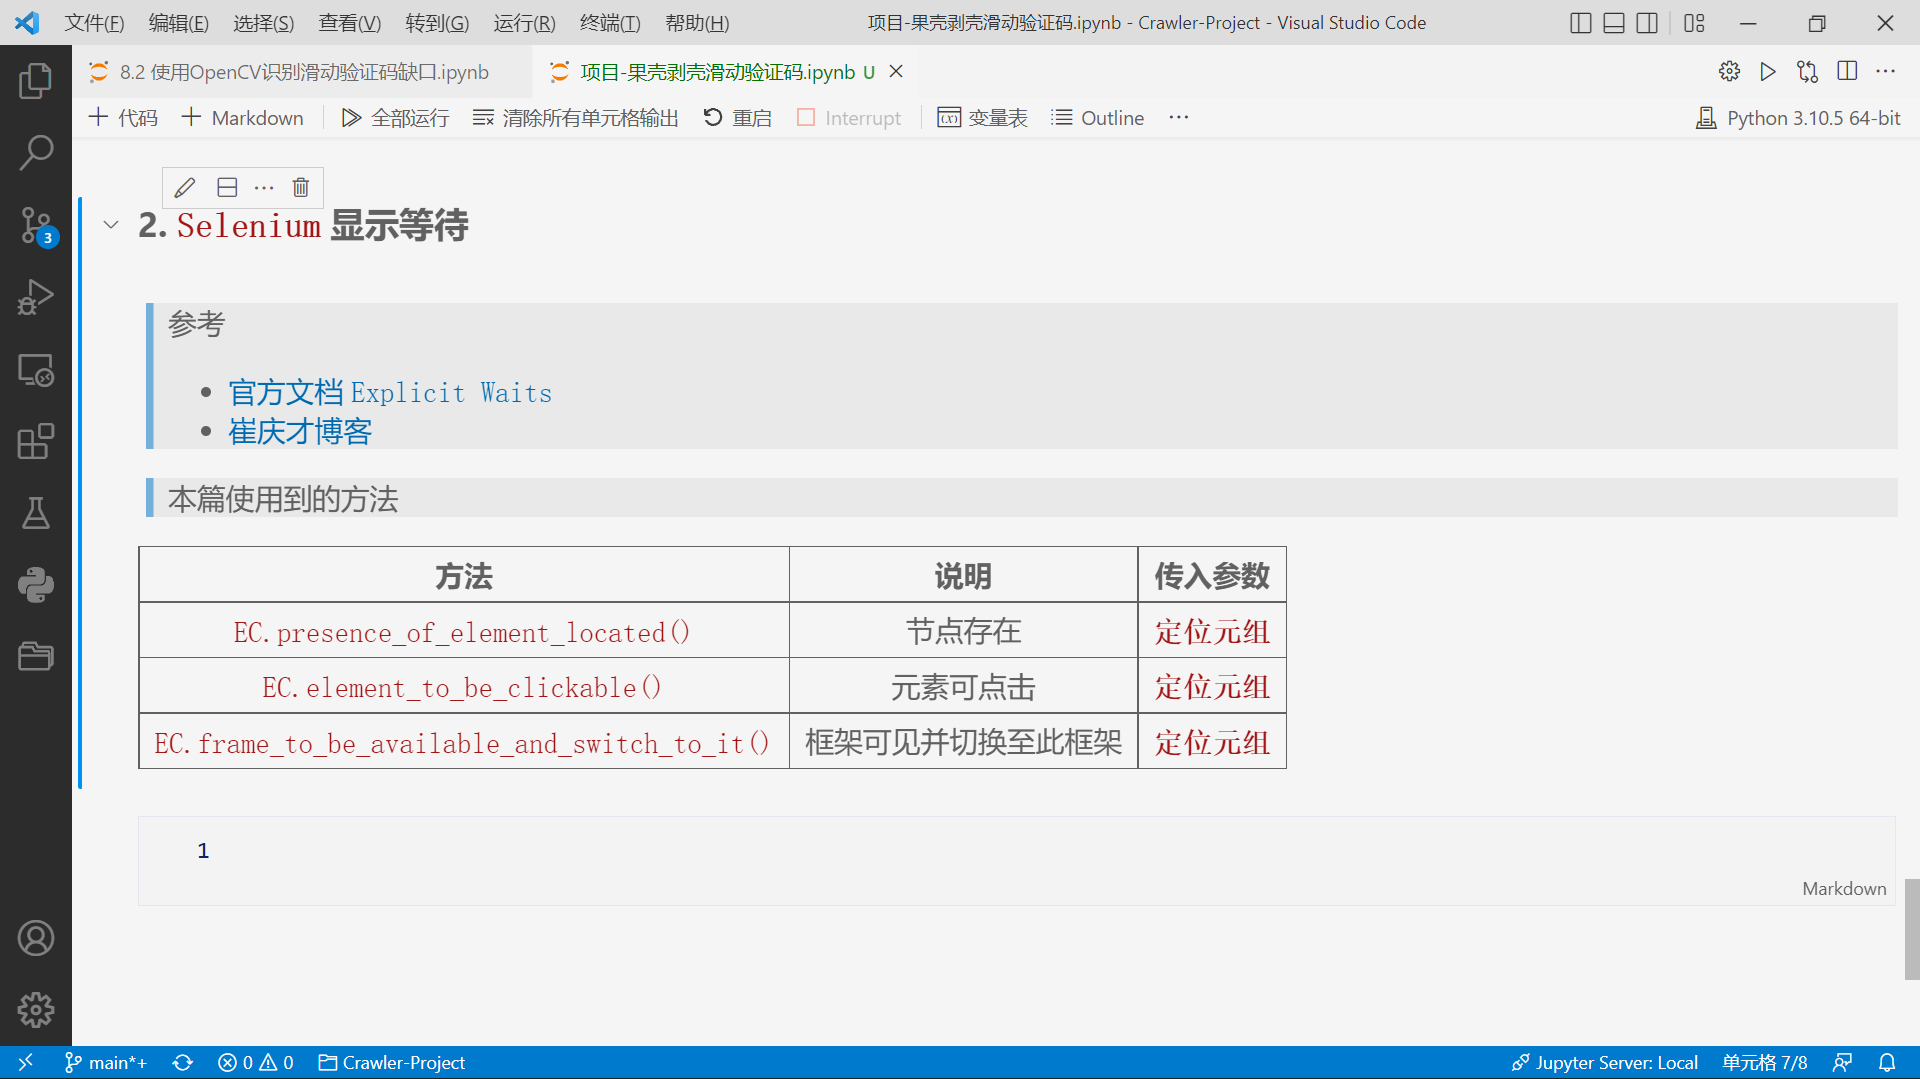 文件(F) 编辑(E) 选择(S) 查看(V) 转到(G) 运行(R) 终端(T) 帮助(H) 项目-果壳剥壳滑动验证码.ipynb - Crawler-Project - Visual Studio Code
8.2 使用OpenCV识别滑动验证码缺口.ipynb 项目-果壳剥壳滑动验证码.ipynb U
代码 Markdown 全部运行 清除所有单元格输出 重启 Interrupt 变量表 Outline ··· Python 3.10.5 64-bit
2. Selenium 显示等待
3
参考
官方文档 Explicit Waits
崔庆才博客
本篇使用到的方法
方法 说明 传入参数
EC.presence_of_element_located() 节点存在 定位元组
EC.element_to_be_clickable() 元素可点击 定位元组
EC.frame_to_be_available_and_switch_to_it() 框架可见并切换至此框架 定位元组
1
Markdown
main*+ 0 0 Crawler-Project Jupyter Server: Local 单元格 7/8